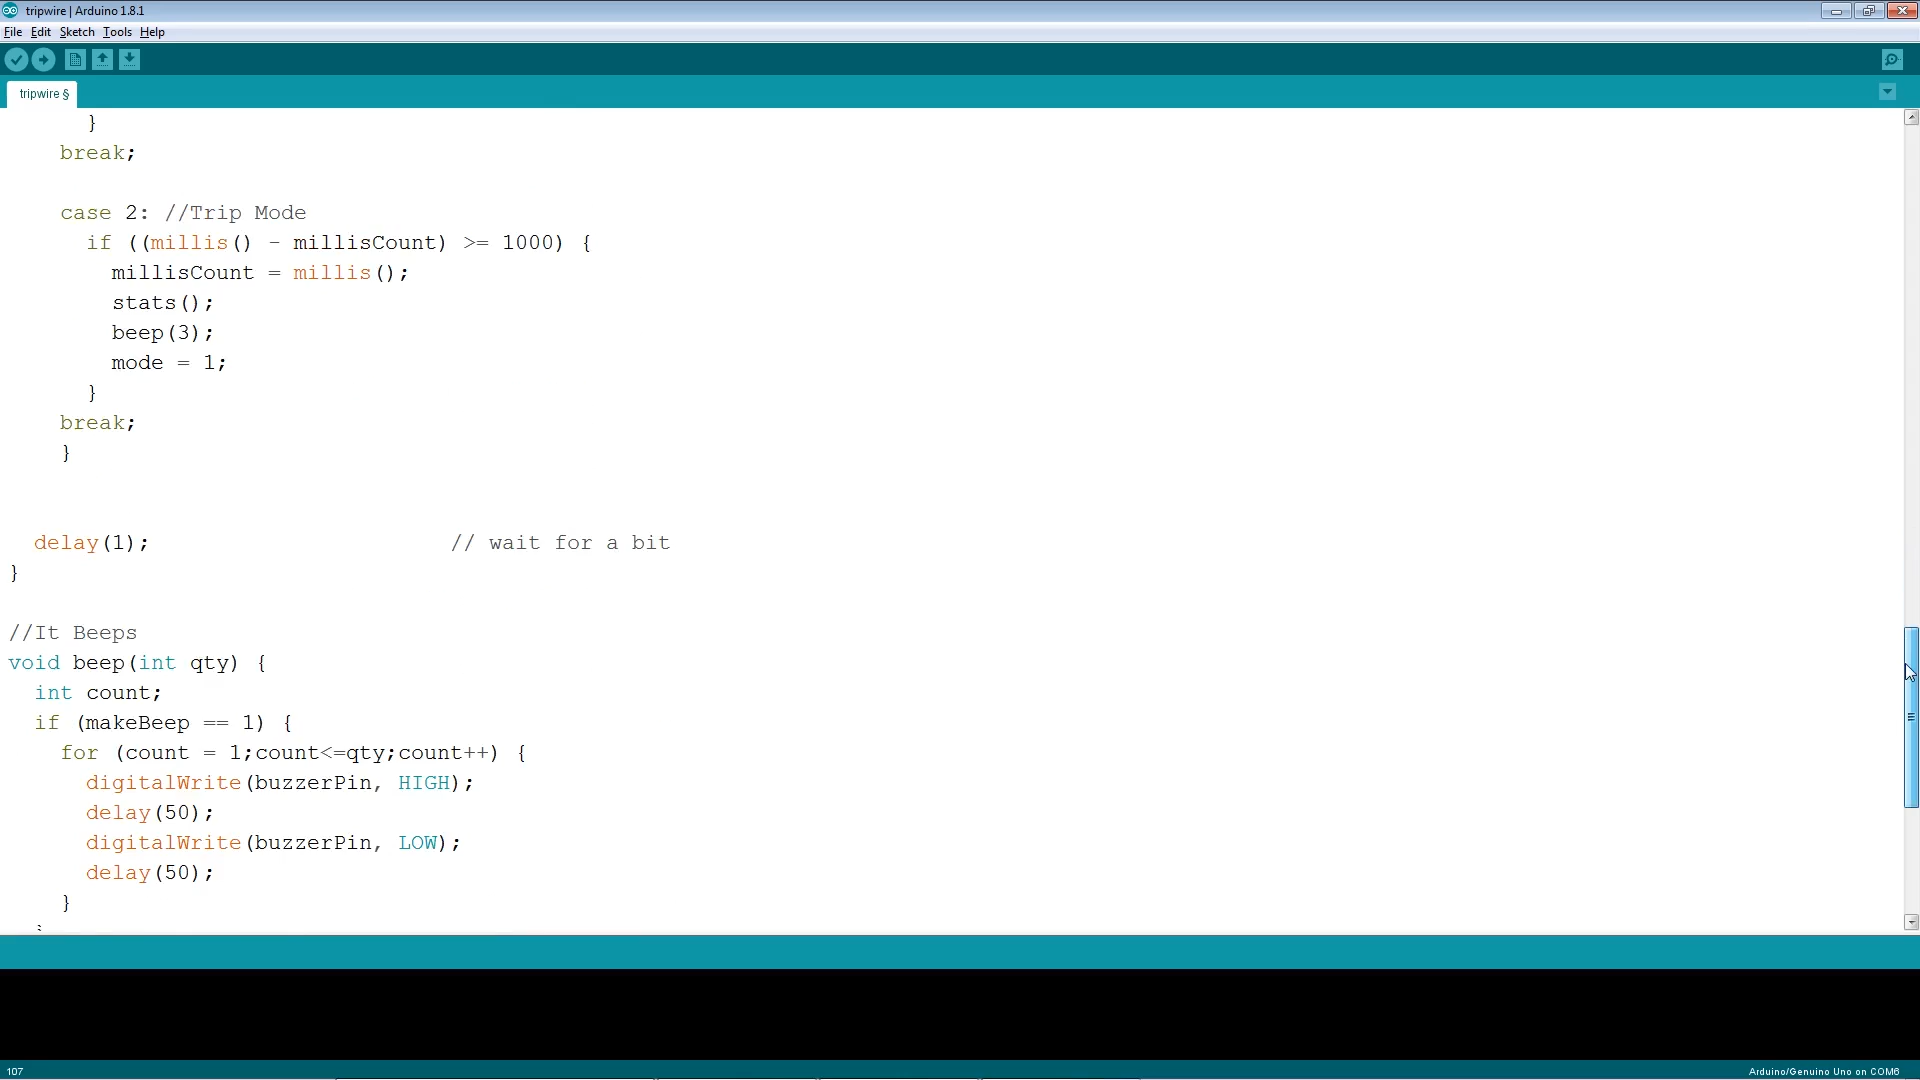 tripwire | Arduino 1.8.1
File Edit Sketch Tools Help
tripwire §
}
break;
case 2: //Trip Mode
if ((millis() - millisCount) >= 1000) {
millisCount = millis();
stats();
beep(3);
mode = 1;
}
break;
}
delay(1); // wait for a bit
}
//It Beeps
void beep(int qty) {
int count;
if (makeBeep == 1) {
for (count = 1;count<=qty;count++) {
digitalWrite(buzzerPin, HIGH);
delay(50);
digitalWrite(buzzerPin, LOW);
delay(50);
}
107
Arduino/Genuino Uno on COM6